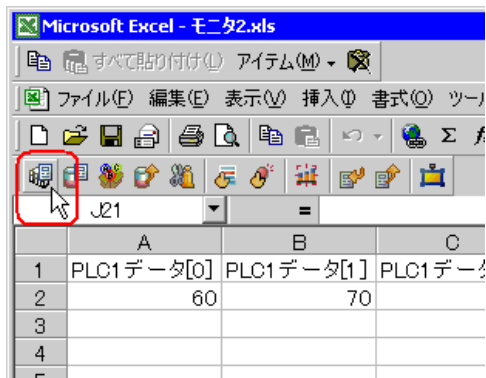 Microsoft Excel - モニタ2.xls
すべて貼り付け(L) アイテム(M)
ファイル(F) 編集(E) 表示(V) 挿入(I) 書式(O) ツール
Σ f
J21 =
A B C
1 PLC1データ[0] PLC1データ[1] PLC1データ
2 60 70
3
4